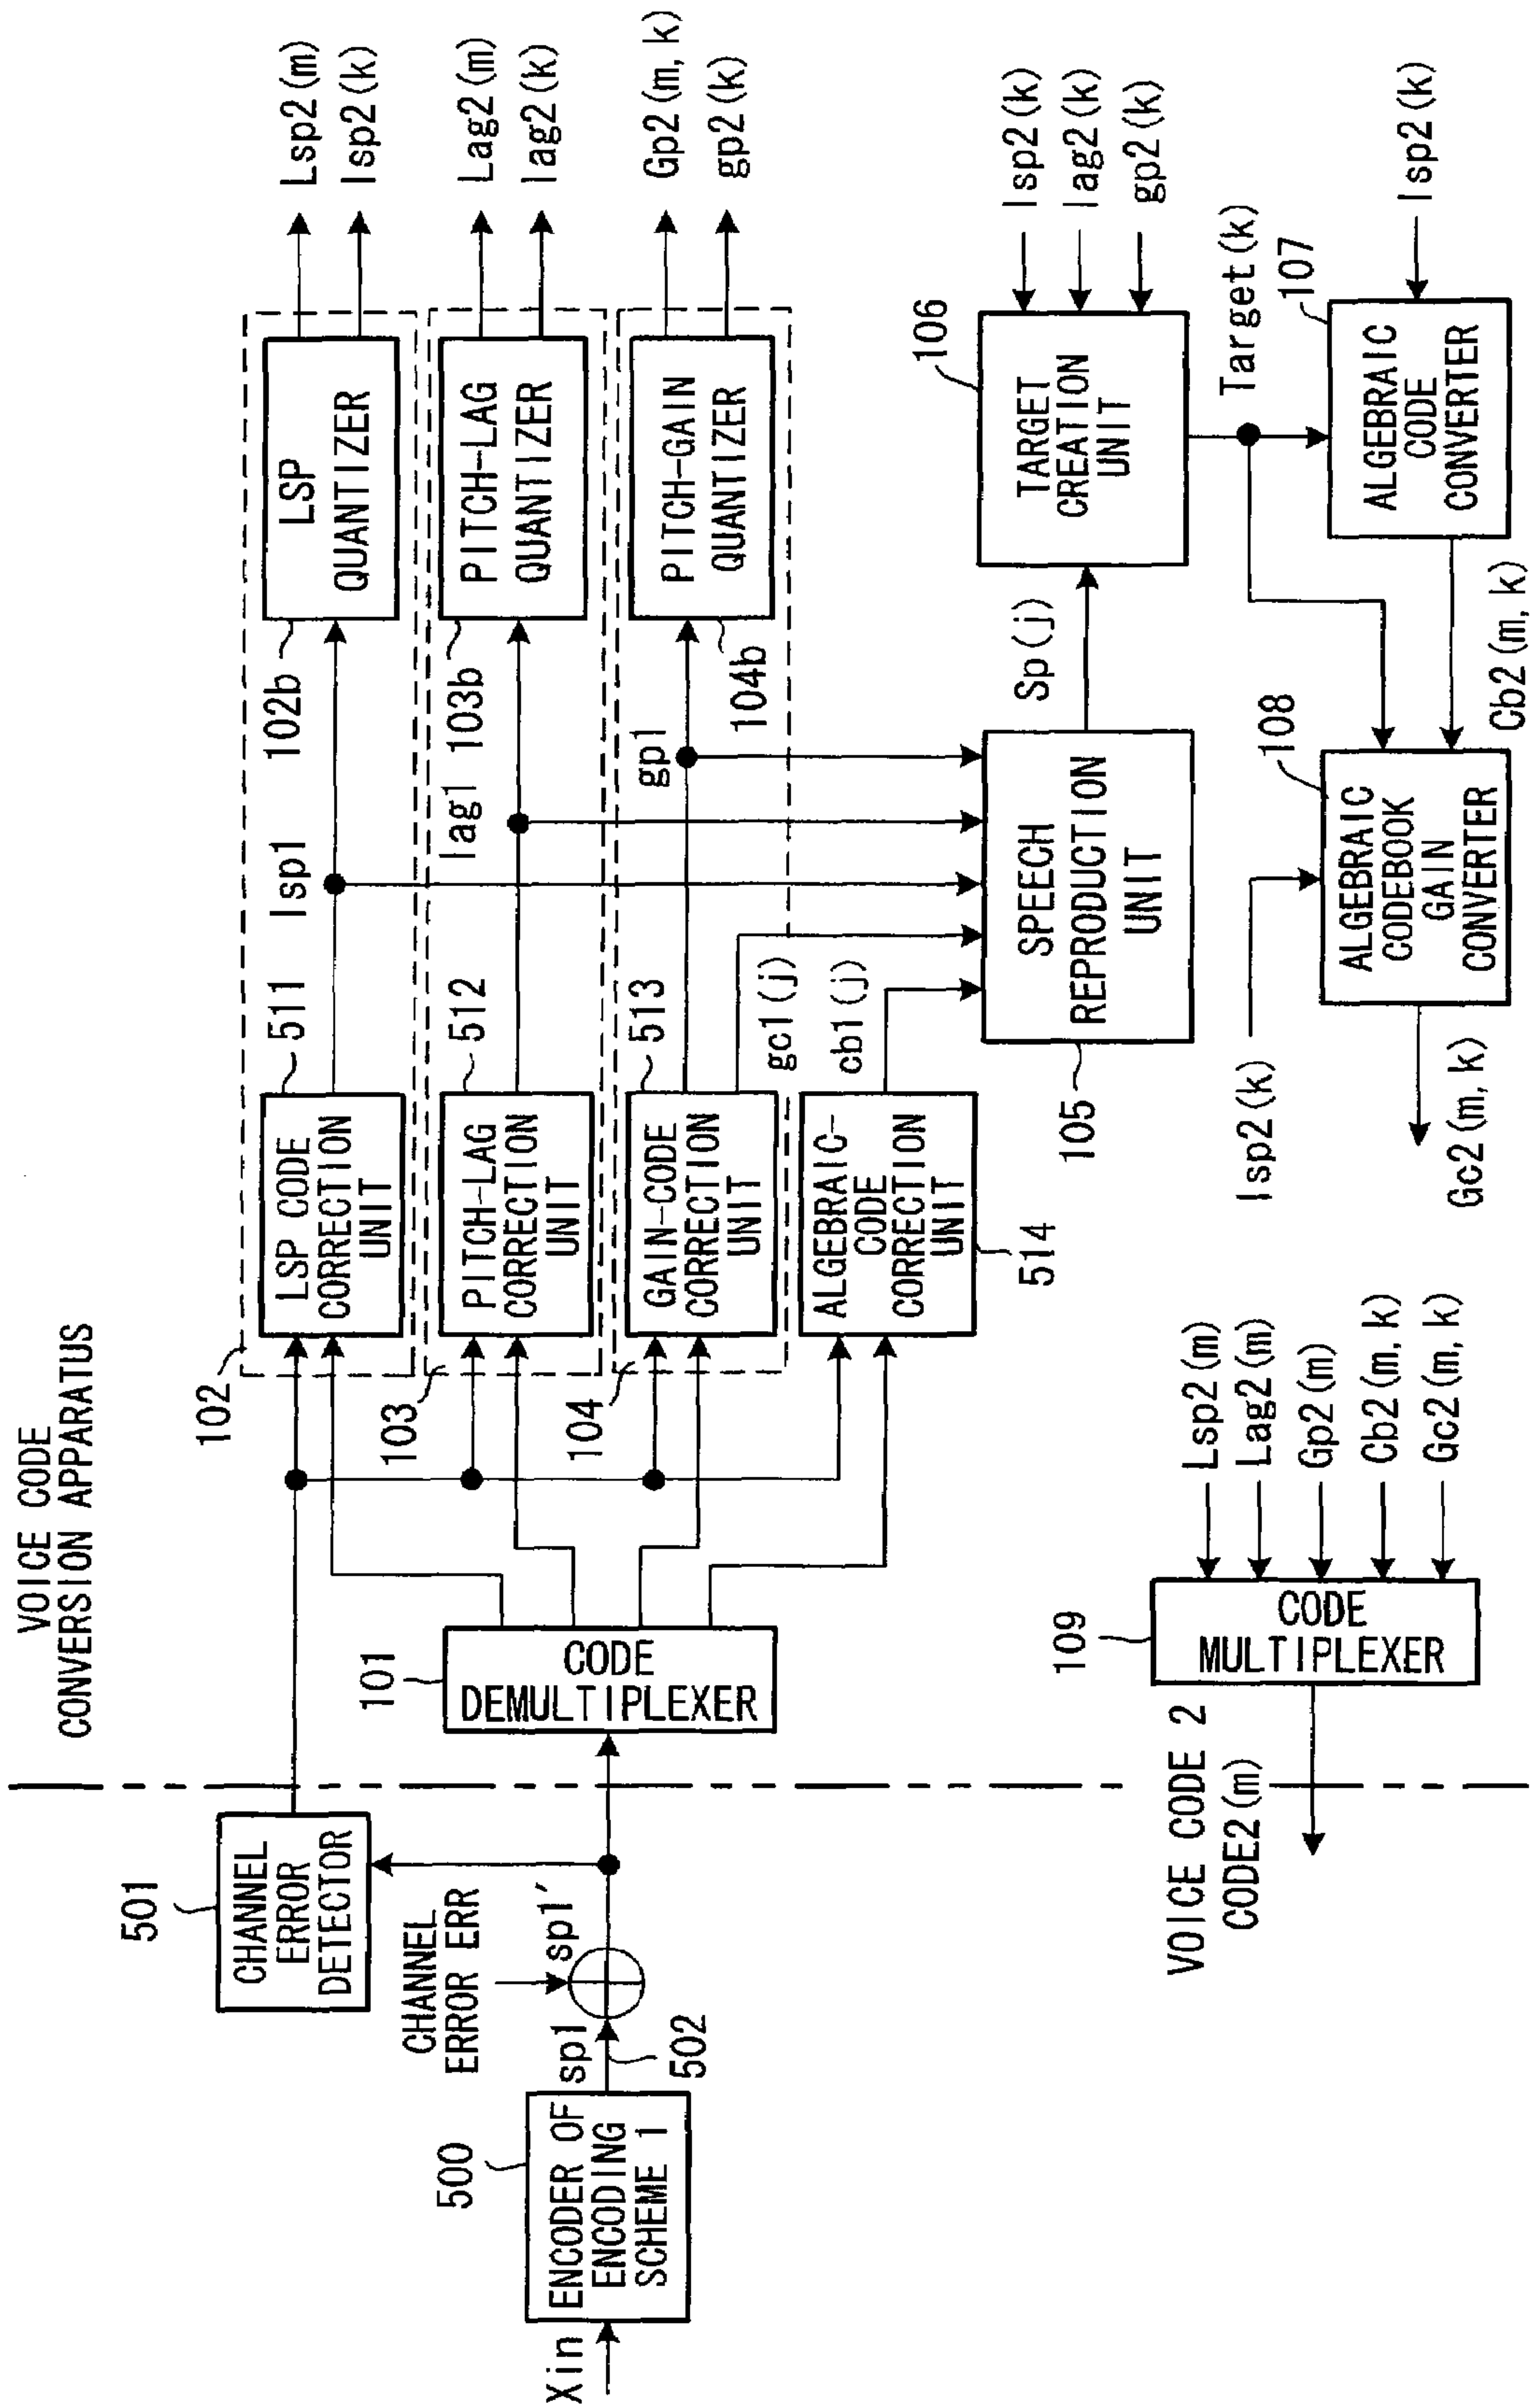 VOICE CODE
CONVERSION APPARATUS
Xin
500
ENCODER OF
ENCODING
SCHEME 1
sp1
502
CHANNEL
ERROR ERR
sp1'
501
CHANNEL
ERROR
DETECTOR
101
CODE
DEMULTIPLEXER
102
511
LSP CODE
CORRECTION
UNIT
lsp1
102b
LSP
QUANTIZER
Lsp2(m)
lsp2(k)
103
512
PITCH-LAG
CORRECTION
UNIT
lag1
103b
PITCH-LAG
QUANTIZER
Lag2(m)
lag2(k)
104
513
GAIN-CODE
CORRECTION
UNIT
gp1
gc1(j)
104b
PITCH-GAIN
QUANTIZER
Gp2(m, k)
gp2(k)
514
ALGEBRAIC-
CODE
CORRECTION
UNIT
cb1(j)
105
SPEECH
REPRODUCTION
UNIT
Sp(j)
106
TARGET
CREATION
UNIT
lsp2(k)
lag2(k)
gp2(k)
Target(k)
107
ALGEBRAIC
CODE
CONVERTER
lsp2(k)
Cb2(m, k)
108
ALGEBRAIC
CODEBOOK
GAIN
CONVERTER
lsp2(k)
Gc2(m, k)
Lsp2(m)
Lag2(m)
Gp2(m)
Cb2(m, k)
Gc2(m, k)
109
CODE
MULTIPLEXER
VOICE CODE 2
CODE2(m)